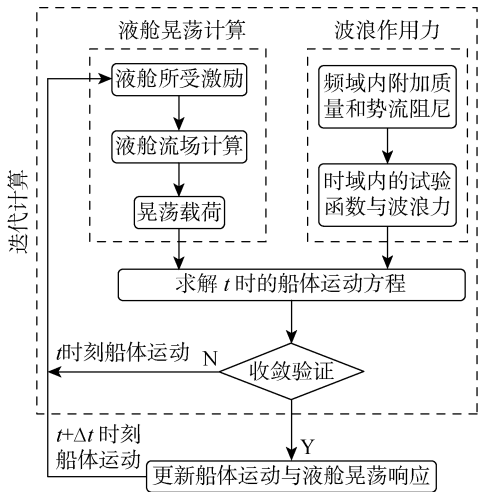 液舱晃荡计算
波浪作用力
液舱所受激励
液舱流场计算
晃荡载荷
频域内附加质
量和势流阻尼
时域内的试验
函数与波浪力
迭代计算
求解 t 时的船体运动方程
t时刻船体运动
N
收敛验证
Y
t+Δt 时刻
船体运动
更新船体运动与液舱晃荡响应